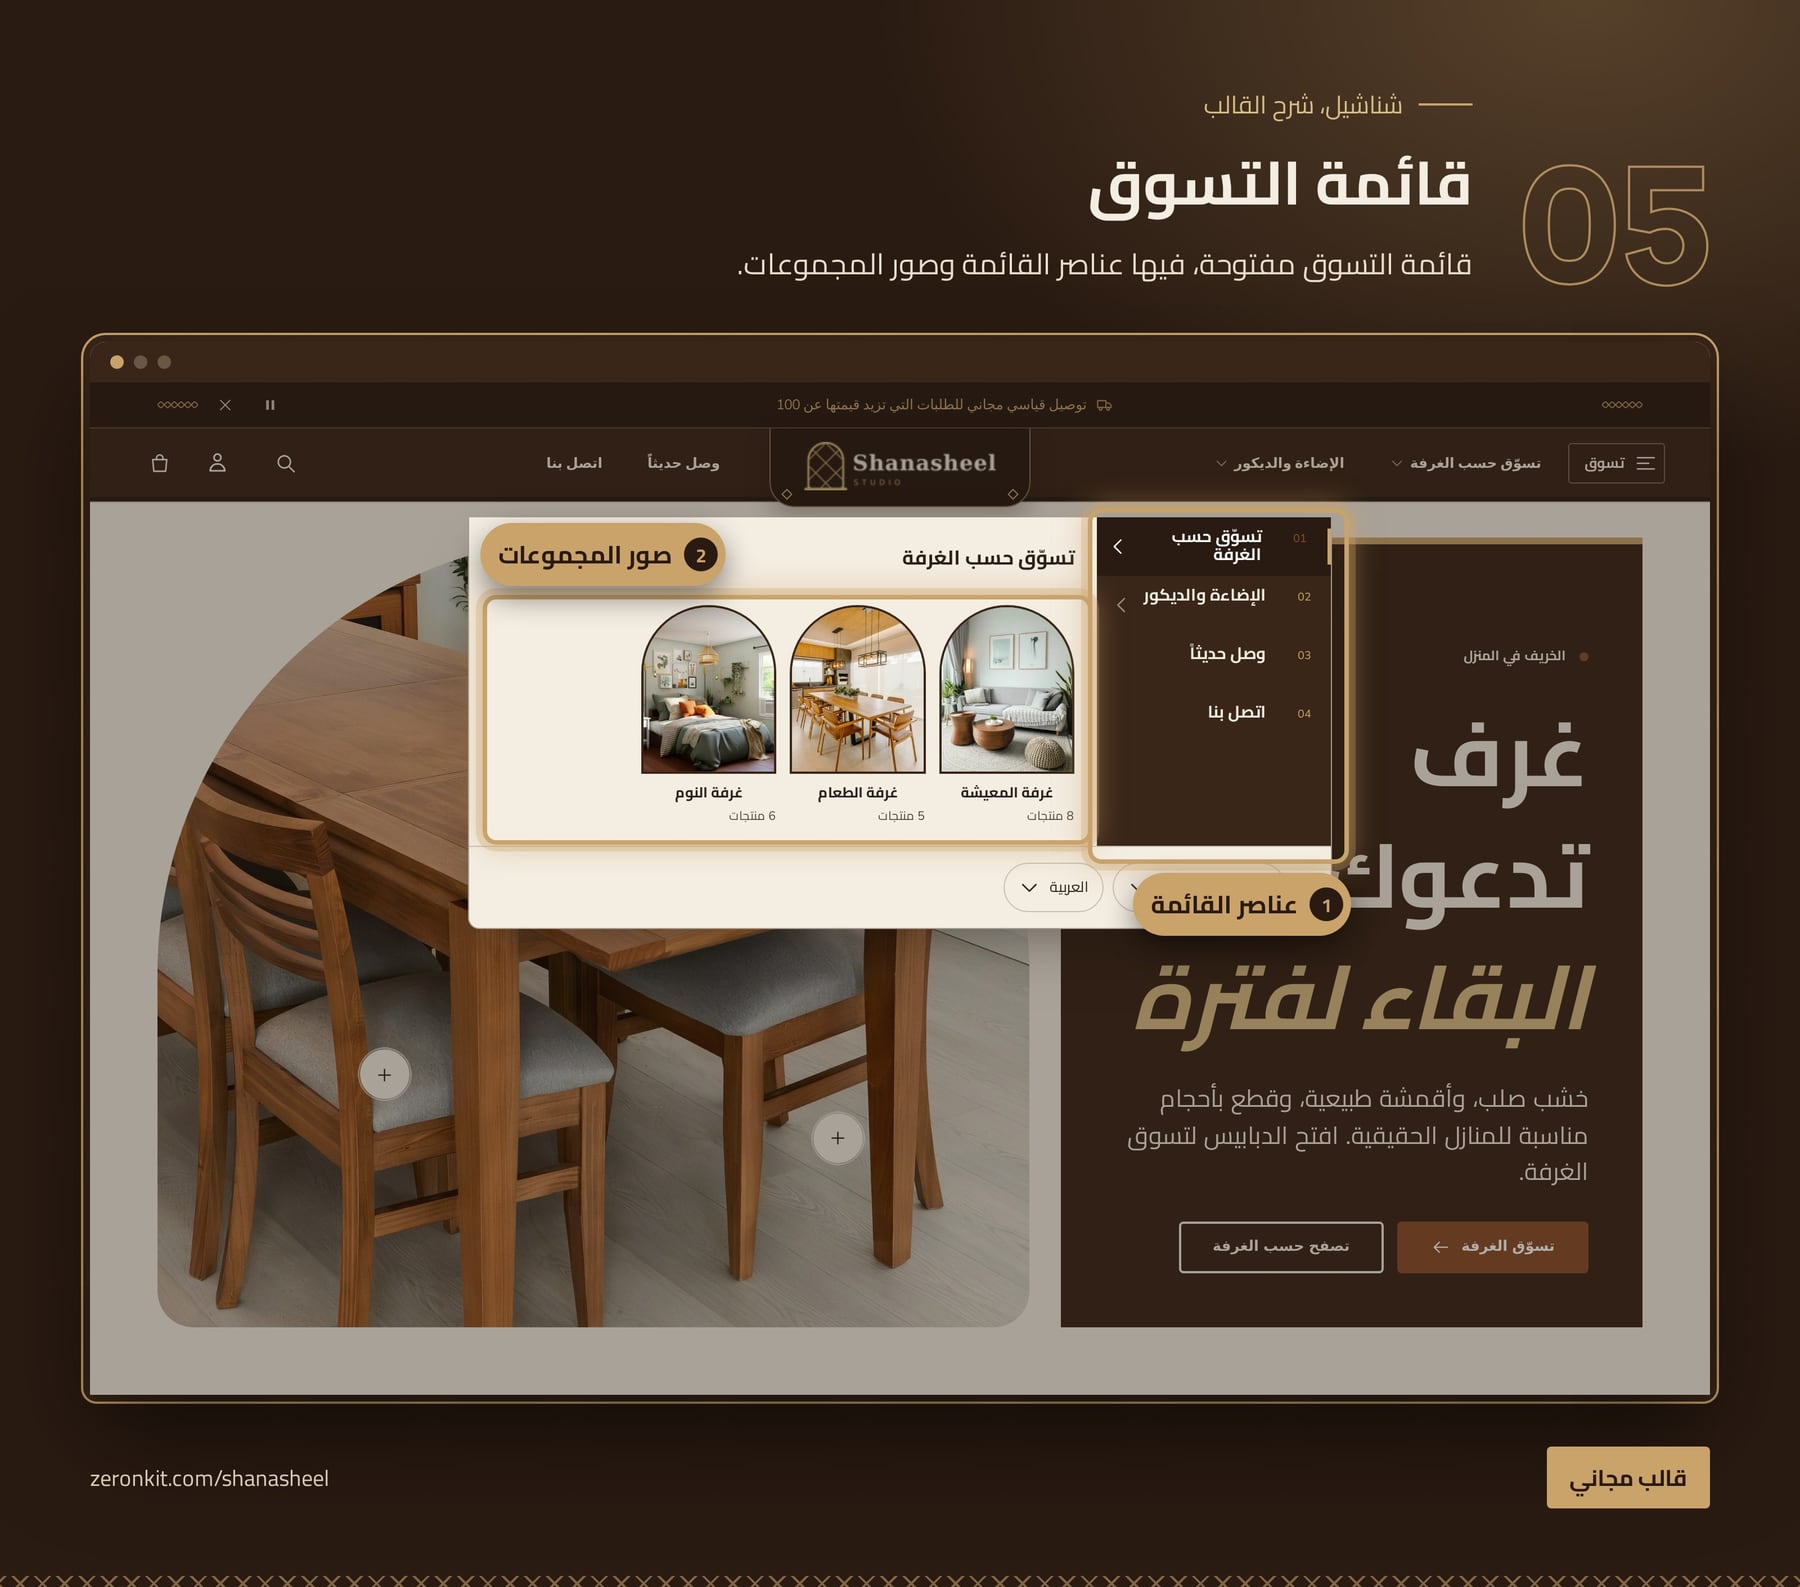 شناشيل، شرح القالب
05
قائمة التسوق
قائمة التسوق مفتوحة، فيها عناصر القائمة وصور المجموعات.
توصيل قياسي مجاني للطلبات التي تزيد قيمتها عن 100
تسوق
تسوّق حسب الغرفة
الإضاءة والديكور
Shanasheel
STUDIO
وصل حديثاً
اتصل بنا
01 تسوّق حسب الغرفة
02 الإضاءة والديكور
03 وصل حديثاً
04 اتصل بنا
تسوّق حسب الغرفة
2 صور المجموعات
غرفة المعيشة
8 منتجات
غرفة الطعام
5 منتجات
غرفة النوم
6 منتجات
العربية
1 عناصر القائمة
الخريف في المنزل
غرف
تدعوك
البقاء لفترة
خشب صلب، وأقمشة طبيعية، وقطع بأحجام
مناسبة للمنازل الحقيقية. افتح الدبابيس لتسوق
الغرفة.
تسوّق الغرفة
تصفح حسب الغرفة
قالب مجاني
zeronkit.com/shanasheel